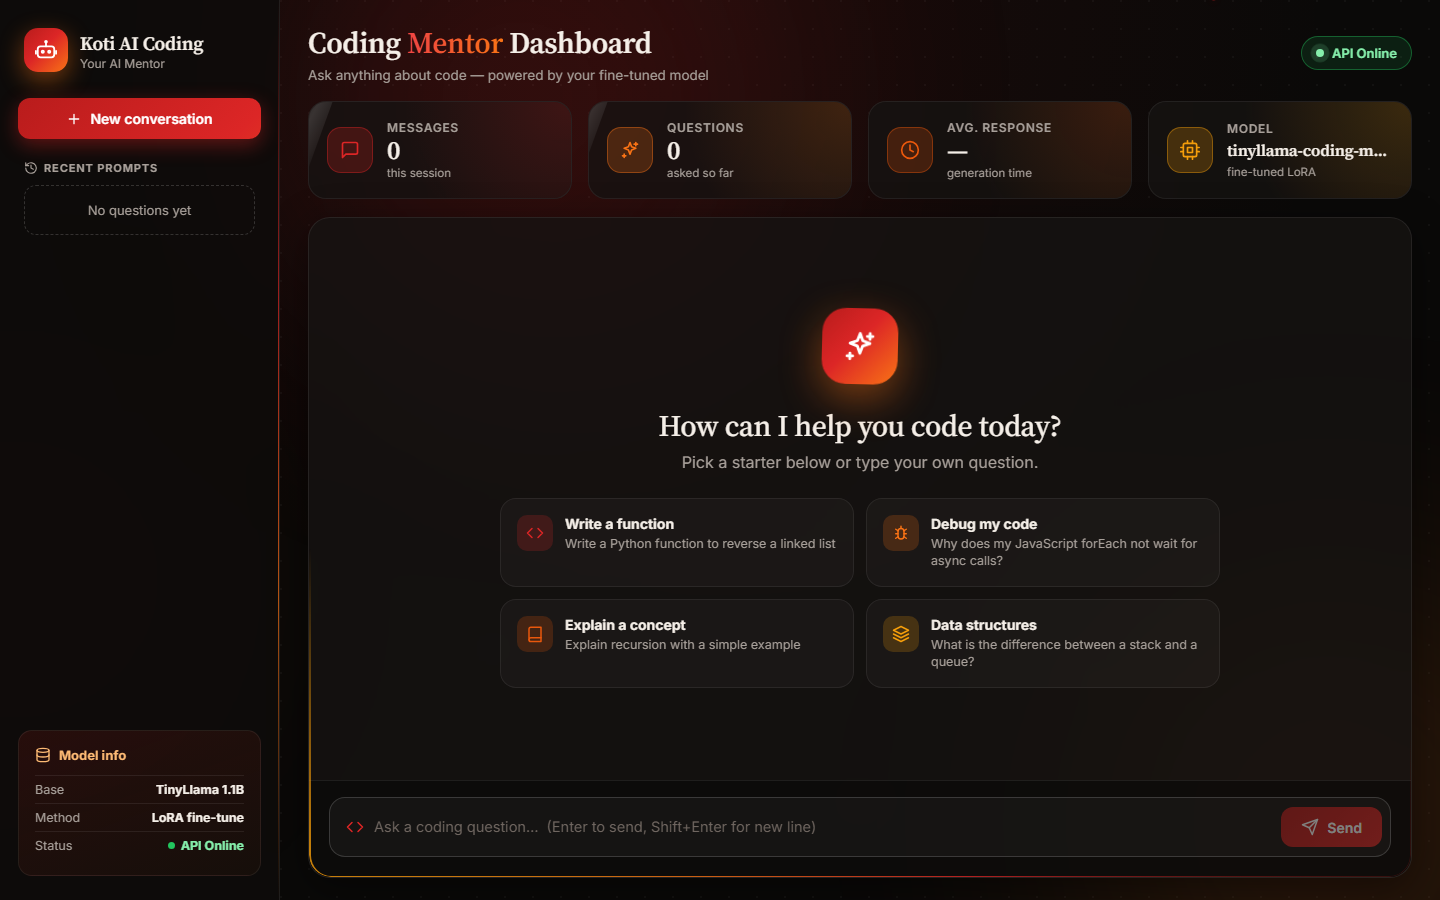 Koti AI Coding
Your AI Mentor
New conversation
RECENT PROMPTS
No questions yet
Model info
Base TinyLlama 1.1B
Method LoRA fine-tune
Status API Online
Coding Mentor Dashboard
Ask anything about code — powered by your fine-tuned model
API Online
MESSAGES
0
this session
QUESTIONS
0
asked so far
AVG. RESPONSE
—
generation time
MODEL
tinyllama-coding-m...
fine-tuned LoRA
How can I help you code today?
Pick a starter below or type your own question.
Write a function
Write a Python function to reverse a linked list
Debug my code
Why does my JavaScript forEach not wait for
async calls?
Explain a concept
Explain recursion with a simple example
Data structures
What is the difference between a stack and a
queue?
Ask a coding question... (Enter to send, Shift+Enter for new line)
Send